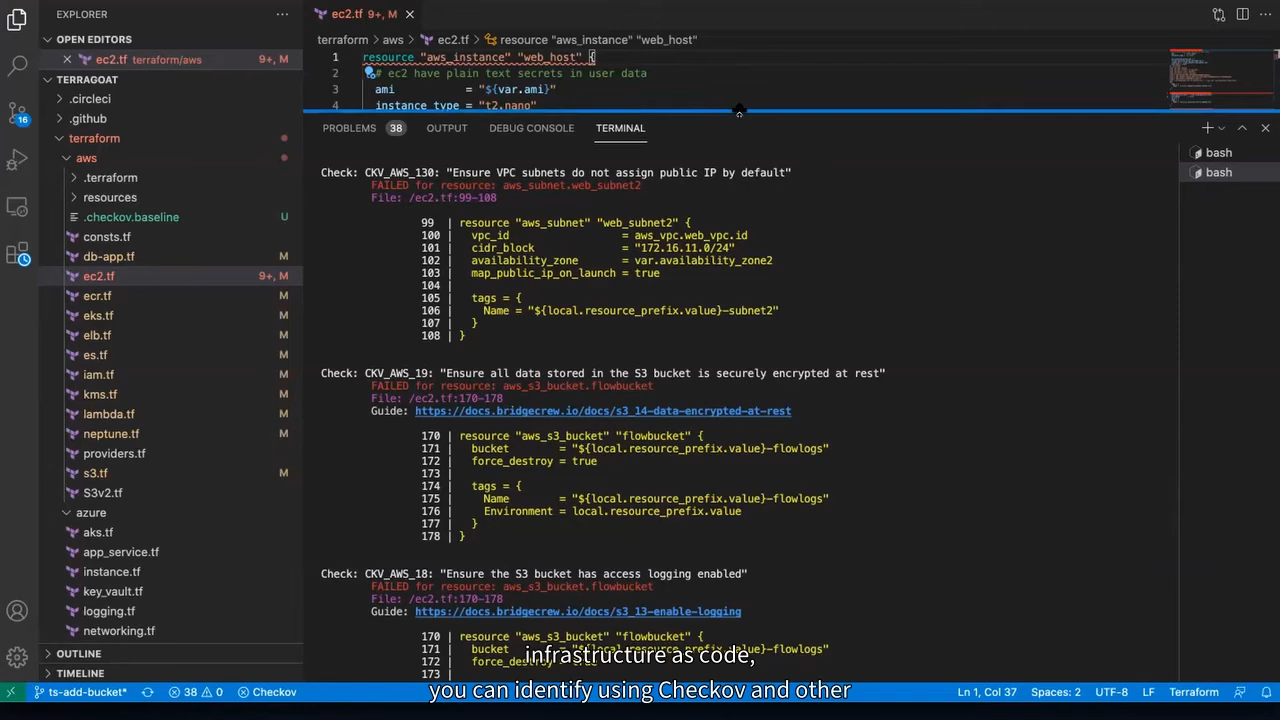 EXPLORER
OPEN EDITORS
ec2.tf terraform/aws 9+, M
TERRAGOAT
.circleci
.github
terraform
aws
.terraform
resources
.checkov.baseline U
consts.tf
db-app.tf M
ec2.tf 9+, M
ecr.tf M
eks.tf M
elb.tf M
es.tf M
iam.tf M
kms.tf M
lambda.tf M
neptune.tf M
providers.tf
s3.tf M
S3v2.tf
azure
aks.tf
app_service.tf
instance.tf
key_vault.tf
logging.tf
networking.tf
OUTLINE
TIMELINE
16
ec2.tf 9+, M
terraform > aws > ec2.tf > resource "aws_instance" "web_host"
1 resource "aws_instance" "web_host" {
2 # ec2 have plain text secrets in user data
3 ami = "${var.ami}"
4 instance_type = "t2.nano"
PROBLEMS 38 OUTPUT DEBUG CONSOLE TERMINAL
bash
bash
Check: CKV_AWS_130: "Ensure VPC subnets do not assign public IP by default"
FAILED for resource: aws_subnet.web_subnet2
File: /ec2.tf:99-108
99 | resource "aws_subnet" "web_subnet2" {
100 | vpc_id = aws_vpc.web_vpc.id
101 | cidr_block = "172.16.11.0/24"
102 | availability_zone = var.availability_zone2
103 | map_public_ip_on_launch = true
104 |
105 | tags = {
106 | Name = "${local.resource_prefix.value}-subnet2"
107 | }
108 | }
Check: CKV_AWS_19: "Ensure all data stored in the S3 bucket is securely encrypted at rest"
FAILED for resource: aws_s3_bucket.flowbucket
File: /ec2.tf:170-178
Guide: https://docs.bridgecrew.io/docs/s3_14-data-encrypted-at-rest
170 | resource "aws_s3_bucket" "flowbucket" {
171 | bucket = "${local.resource_prefix.value}-flowlogs"
172 | force_destroy = true
173 |
174 | tags = {
175 | Name = "${local.resource_prefix.value}-flowlogs"
176 | Environment = local.resource_prefix.value
177 | }
178 | }
Check: CKV_AWS_18: "Ensure the S3 bucket has access logging enabled"
FAILED for resource: aws_s3_bucket.flowbucket
File: /ec2.tf:170-178
Guide: https://docs.bridgecrew.io/docs/s3_13-enable-logging
170 | resource "aws_s3_bucket" "flowbucket" {
171 | bucket = "${local.resource_prefix.value}-flowlogs"
172 | force_destroy = true
173 |
infrastructure as code,
you can identify using Checkov and other
ts-add-bucket* 38 0 Checkov Ln 1, Col 37 Spaces: 2 UTF-8 LF Terraform